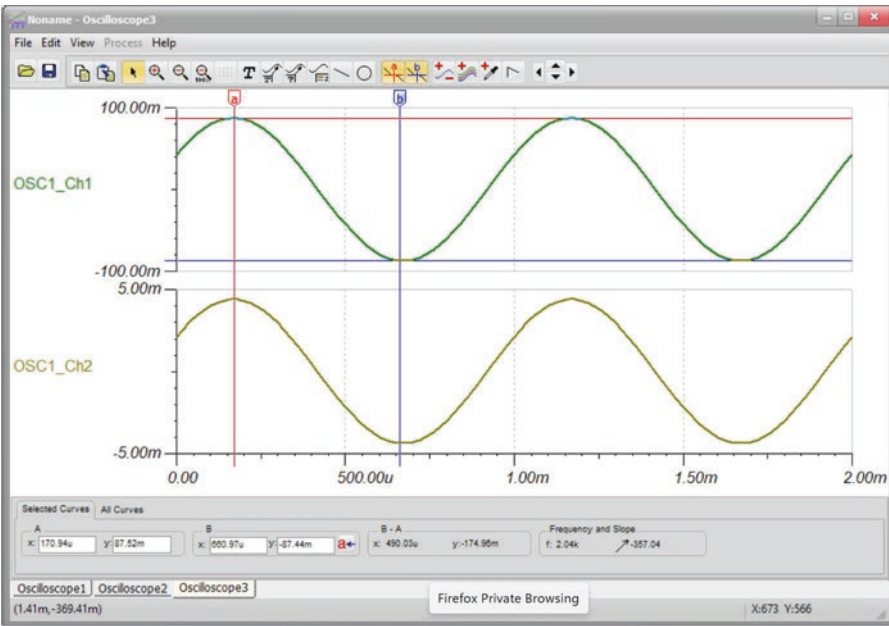 Noname - Oscilloscope3
File Edit View Process Help
a
b
100.00m
OSC1_Ch1
-100.00m
5.00m
OSC1_Ch2
-5.00m
0.00 500.00u 1.00m 1.50m 2.00m
Selected Curves All Curves
A B B - A Frequency and Slope
x: 170.94u y: 87.52m x: 660.97u y: -87.44m a x: 490.03u y:-174.96m f: 2.04k -357.04
Oscilloscope1 Oscilloscope2 Oscilloscope3
(1.41m,-369.41m) Firefox Private Browsing X:673 Y:566